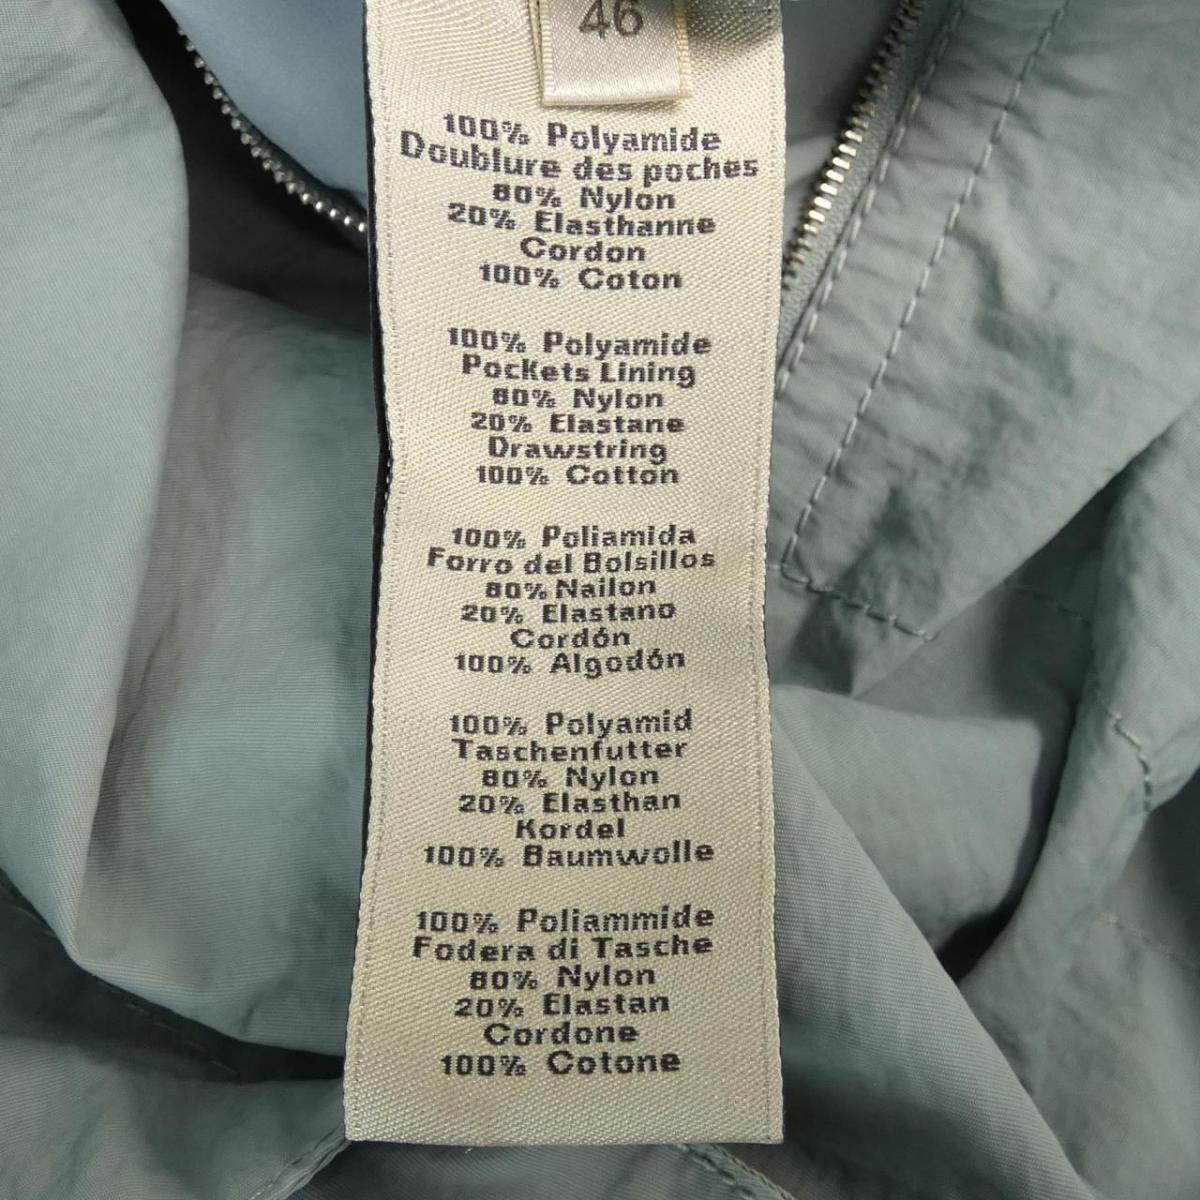 46
100% Polyamide
Doublure des poches
80% Nylon
20% Elasthanne
Cordon
100% Coton
100% Polyamide
Pockets Lining
80% Nylon
20% Elastane
Drawstring
100% Cotton
100% Poliamida
Forro del Bolsillos
80% Nailon
20% Elastano
Cordón
100% Algodón
100% Polyamid
Taschenfutter
80% Nylon
20% Elasthan
Kordel
100% Baumwolle
100% Poliammide
Fodera di Tasche
80% Nylon
20% Elastan
Cordone
100% Cotone